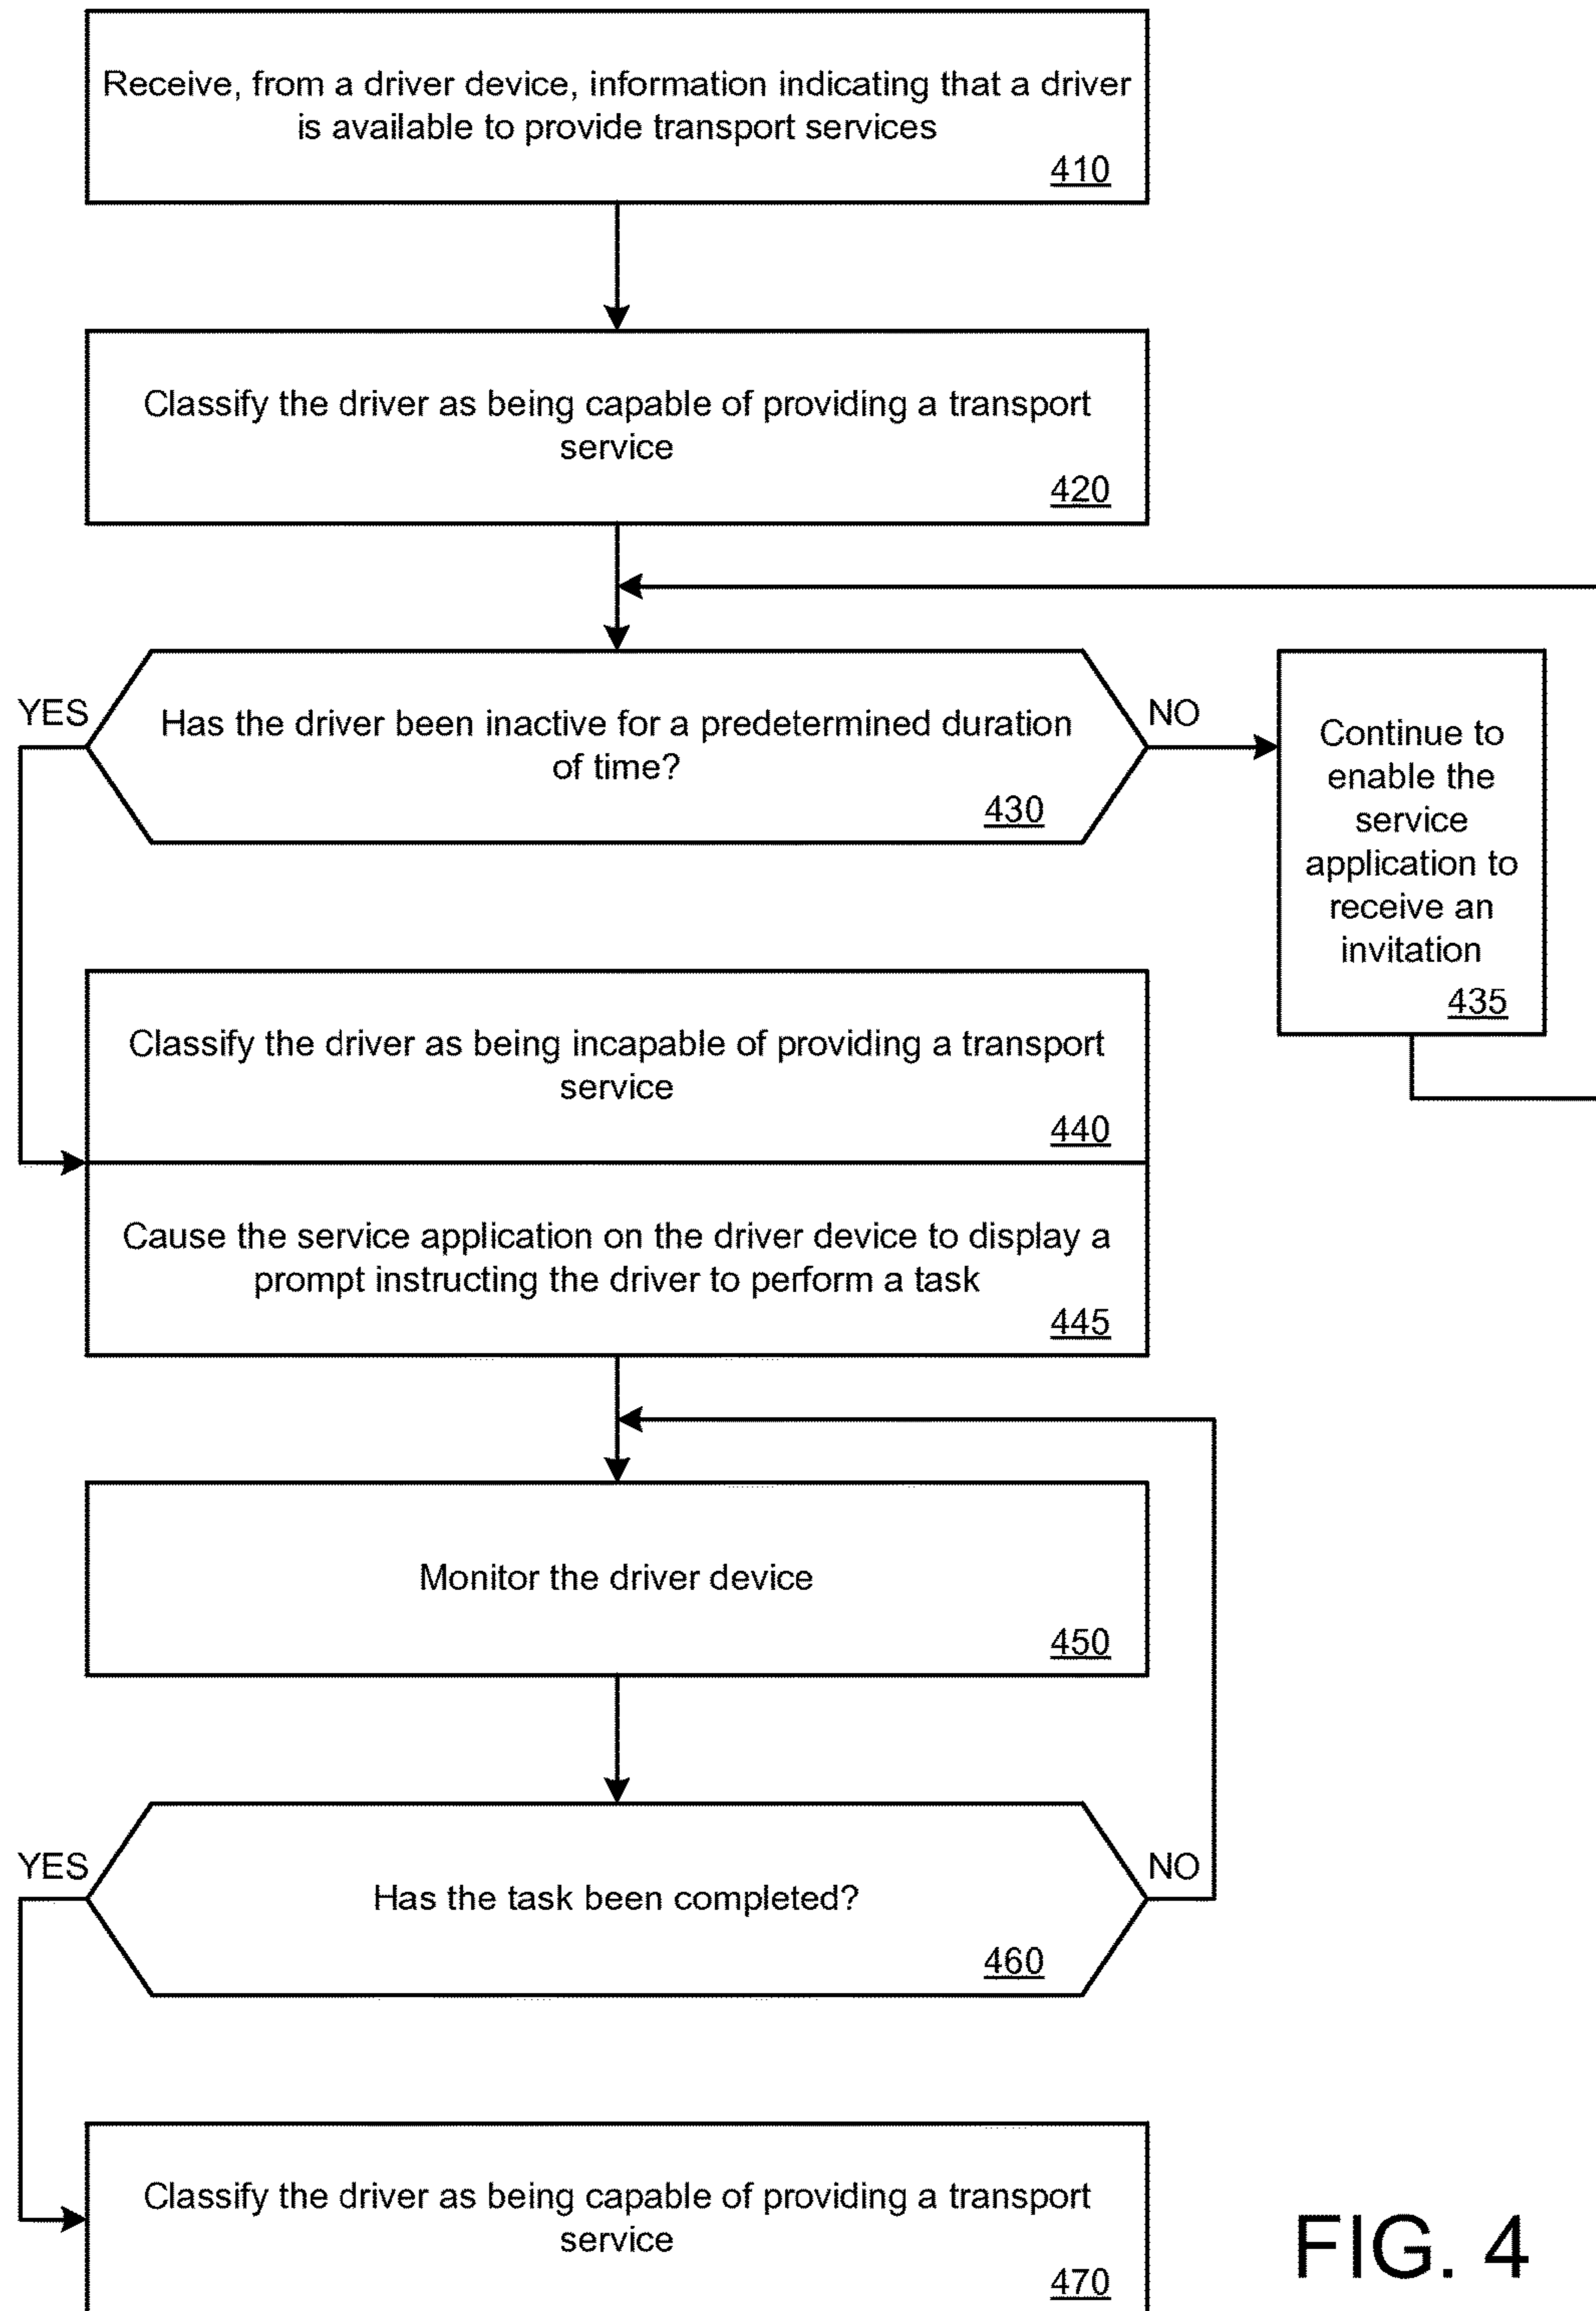 Receive, from a driver device, information indicating that a driver
is available to provide transport services
410
Classify the driver as being capable of providing a transport
service
420
YES
Has the driver been inactive for a predetermined duration
of time?
430
NO
Continue to
enable the
service
application to
receive an
invitation
435
Classify the driver as being incapable of providing a transport
service
440
Cause the service application on the driver device to display a
prompt instructing the driver to perform a task
445
Monitor the driver device
450
YES
Has the task been completed?
460
NO
Classify the driver as being capable of providing a transport
service
470
FIG. 4